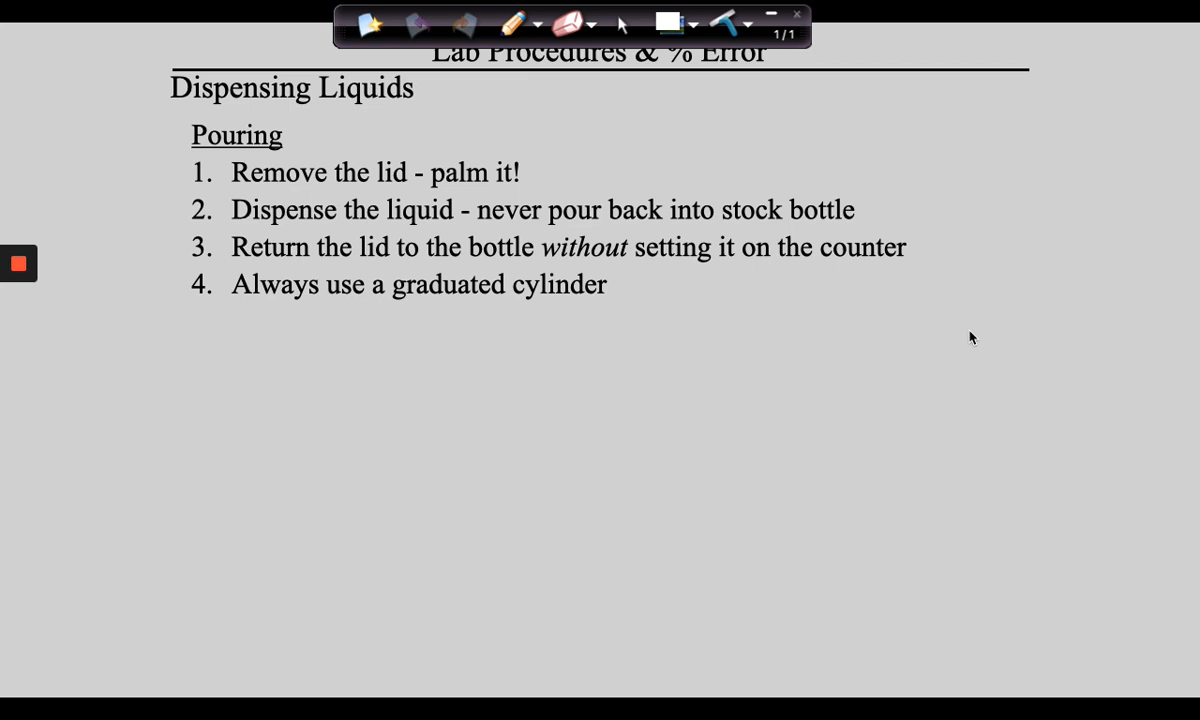 1/1
Lab Procedures & % Error
Dispensing Liquids
Pouring
1. Remove the lid - palm it!
2. Dispense the liquid - never pour back into stock bottle
3. Return the lid to the bottle without setting it on the counter
4. Always use a graduated cylinder